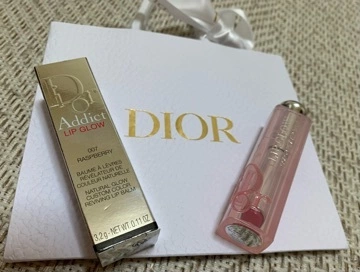 Dior
Addict
LIP GLOW
007
RASPBERRY
BAUME À LÈVRES
RÉVÉLATEUR DE
COULEUR NATURELLE
NATURAL GLOW
CUSTOM COLOR
REVIVING LIP BALM
3,2 g - NET WT. 0.11 OZ.
DIOR